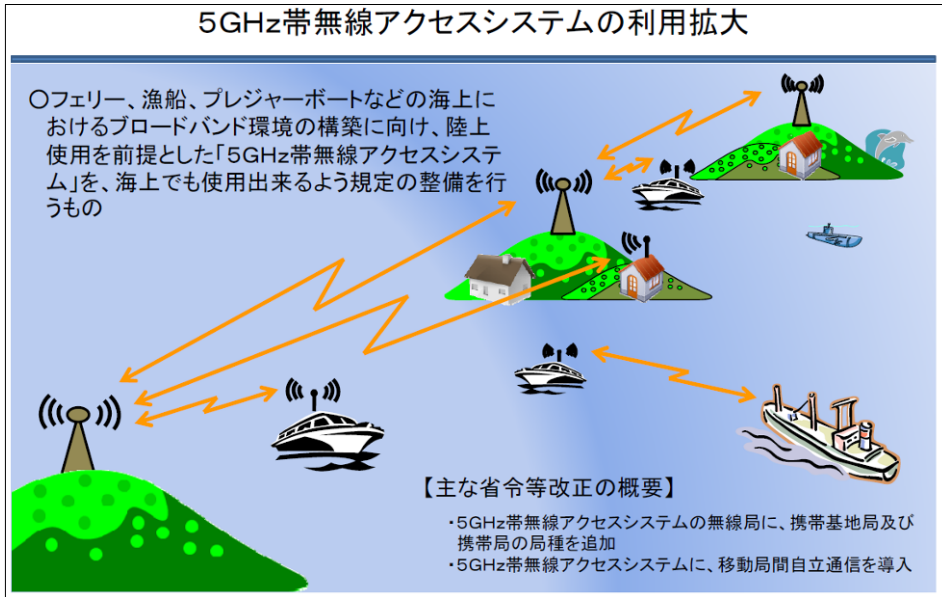 5GHz帯無線アクセスシステムの利用拡大
○フェリー、漁船、プレジャーボートなどの海上に
おけるブロードバンド環境の構築に向け、陸上
使用を前提とした「5GHz帯無線アクセスシステ
ム」を、海上でも使用出来るよう規定の整備を行
うもの
【主な省令等改正の概要】
・5GHz帯無線アクセスシステムの無線局に、携帯基地局及び
携帯局の局種を追加
・5GHz帯無線アクセスシステムに、移動局間自立通信を導入